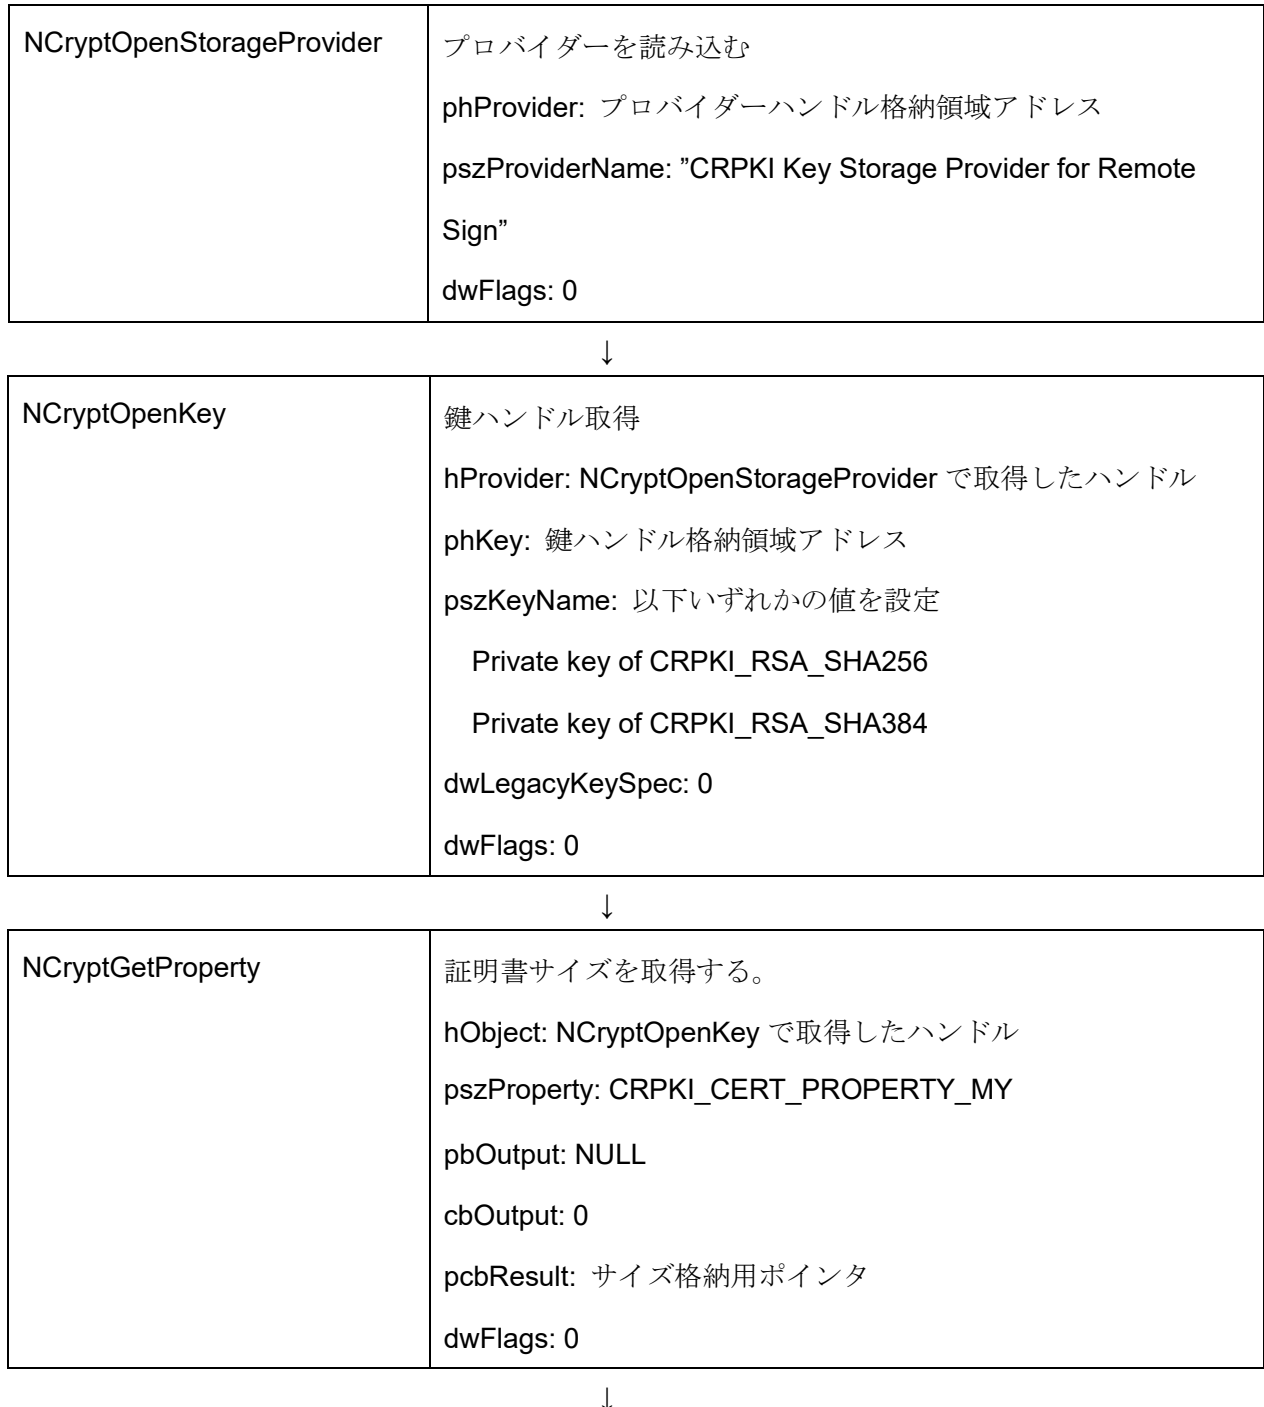 NCryptOpenStorageProvider
プロバイダーを読み込む
phProvider: プロバイダーハンドル格納領域アドレス
pszProviderName: ”CRPKI Key Storage Provider for Remote
Sign”
dwFlags: 0
↓
NCryptOpenKey
鍵ハンドル取得
hProvider: NCryptOpenStorageProvider で取得したハンドル
phKey: 鍵ハンドル格納領域アドレス
pszKeyName: 以下いずれかの値を設定
Private key of CRPKI_RSA_SHA256
Private key of CRPKI_RSA_SHA384
dwLegacyKeySpec: 0
dwFlags: 0
↓
NCryptGetProperty
証明書サイズを取得する。
hObject: NCryptOpenKey で取得したハンドル
pszProperty: CRPKI_CERT_PROPERTY_MY
pbOutput: NULL
cbOutput: 0
pcbResult: サイズ格納用ポインタ
dwFlags: 0
↓